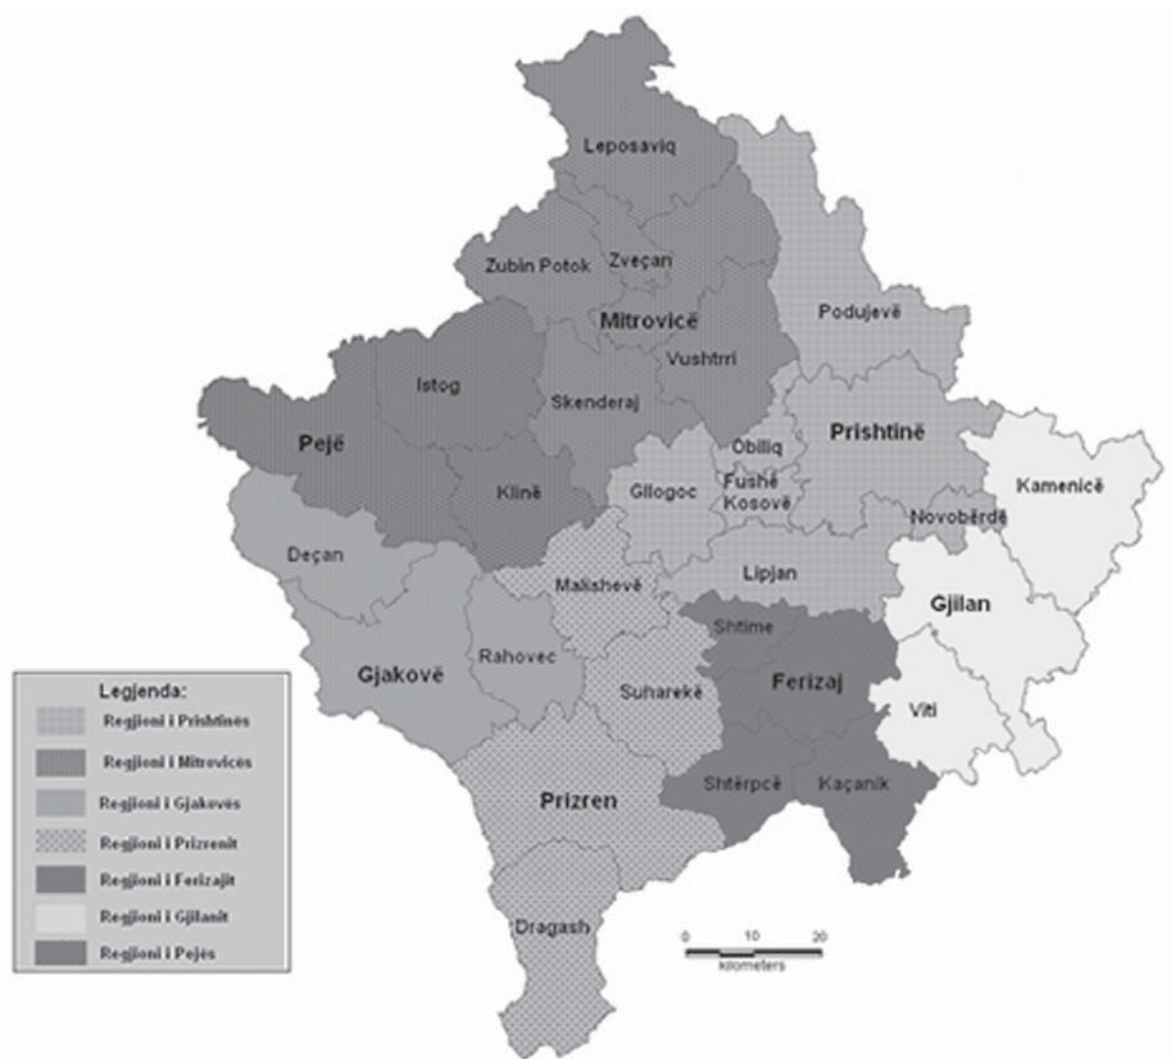 Leposaviq
Zubin Potok
Zveçan
Mitrovicë
Podujevë
Vushtrri
Istog
Skenderaj
Pejë
Prishtinë
Obiliq
Klinë
Gllogoc
Fushë
Kosovë
Kamenicë
Novobërdë
Deçan
Malishevë
Lipjan
Gjilan
Shtime
Rahovec
Gjakovë
Suharekë
Ferizaj
Viti
Prizren
Shtërpcë
Kaçanik
Dragash
Legjenda:
Regjioni i Prishtinës
Regjioni i Mitrovicës
Regjioni i Gjakovës
Regjioni i Prizrenit
Regjioni i Ferizajit
Regjioni i Gjilanit
Regjioni i Pejës
0 10 20
kilometers